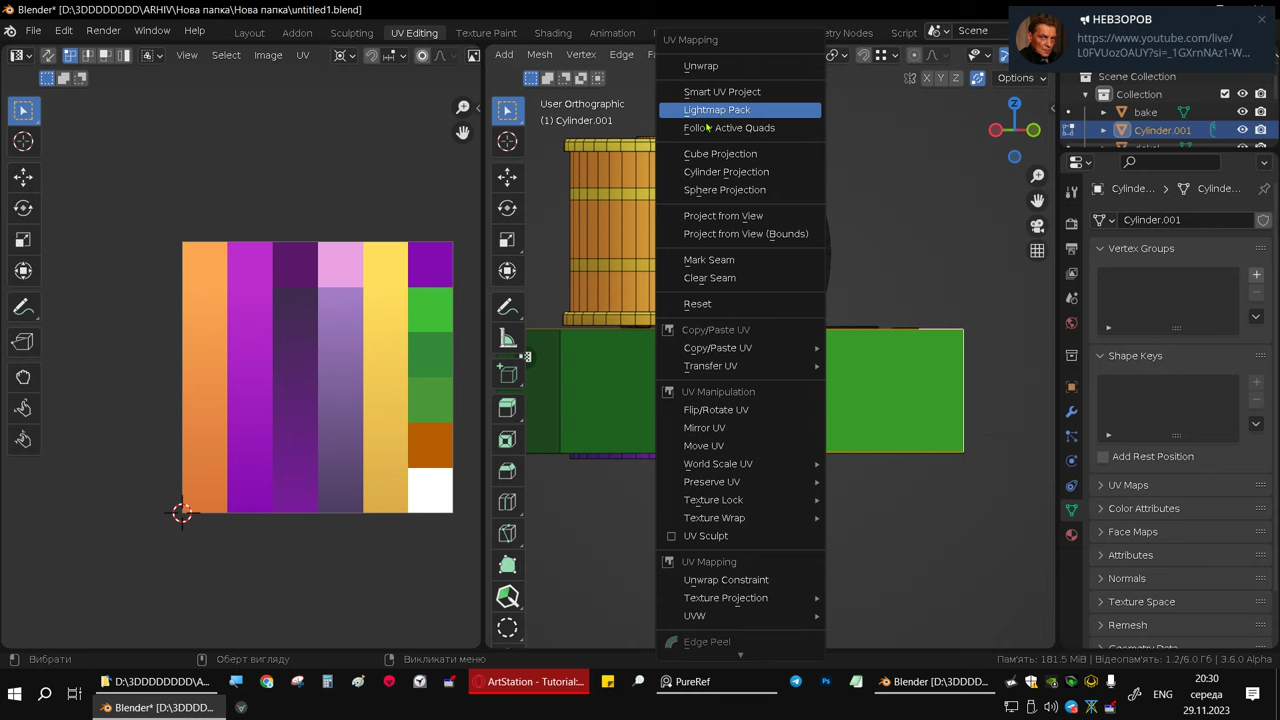 Blender* [D:\3DDDDDDDD\ARHIV\Нова папка\Нова папка\untitled1.blend]
File
Edit
Render
Window
Help
UV Editing
Texture Paint
Shading
Animation
Script
Scene
НЕВЗОРОВ
https://www.youtube.com/live/
L0FVUozOAUY?si=_1GXrnNAz1-W...
View
Select
Image
UV
Add
Mesh
Vertex
Edge
Options
X
Y
Z
User Orthographic
(1) Cylinder.001
UV Mapping
Unwrap
Smart UV Project
Lightmap Pack
Follow Active Quads
Cube Projection
Cylinder Projection
Sphere Projection
Project from View
Project from View (Bounds)
Mark Seam
Clear Seam
Reset
Copy/Paste UV
Copy/Paste UV
Transfer UV
UV Manipulation
Flip/Rotate UV
Mirror UV
Move UV
World Scale UV
Preserve UV
Texture Lock
Texture Wrap
UV Sculpt
UV Mapping
Unwrap Constraint
Texture Projection
UVW
Edge Peel
Z
Scene Collection
Collection
bake
Cylinder.001
Cylinde...
Cylinde...
Cylinder.001
Vertex Groups
Shape Keys
Add Rest Position
UV Maps
Color Attributes
Face Maps
Attributes
Normals
Texture Space
Remesh
Вибрати
Оберт вигляду
Викликати меню
Пам'ять: 181.5 MiB
VRAM: 1.2/6.0 Гб
3.6.0 Alpha
D:\3DDDDDDDD\A...
ArtStation - Tutorial:...
PureRef
Blender [D:\3DDDD...
ENG
20:30
середа
29.11.2023
Blender* [D:\3DDD...